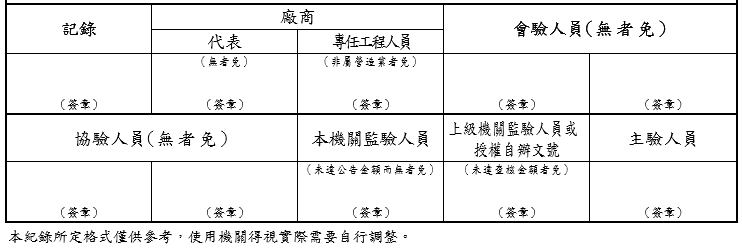 記錄
廠商
會驗人員(無者免)
代表
專任工程人員
(無者免)
(非屬營造業者免)
(簽章)
(簽章)
(簽章)
(簽章)
(簽章)
協驗人員(無者免)
本機關監驗人員
上級機關監驗人員或
授權自辦文號
主驗人員
(未達公告金額而無者免)
(未達查核金額者免)
(簽章)
(簽章)
(簽章)
(簽章)
(簽章)
本紀錄所定格式僅供參考，使用機關得視實際需要自行調整。